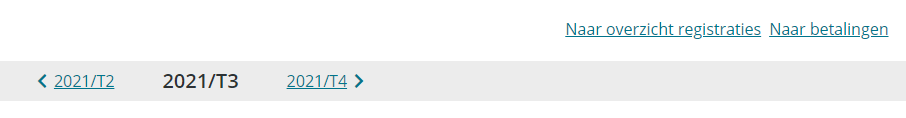 Naar overzicht registraties Naar betalingen
2021/T2 2021/T3 2021/T4